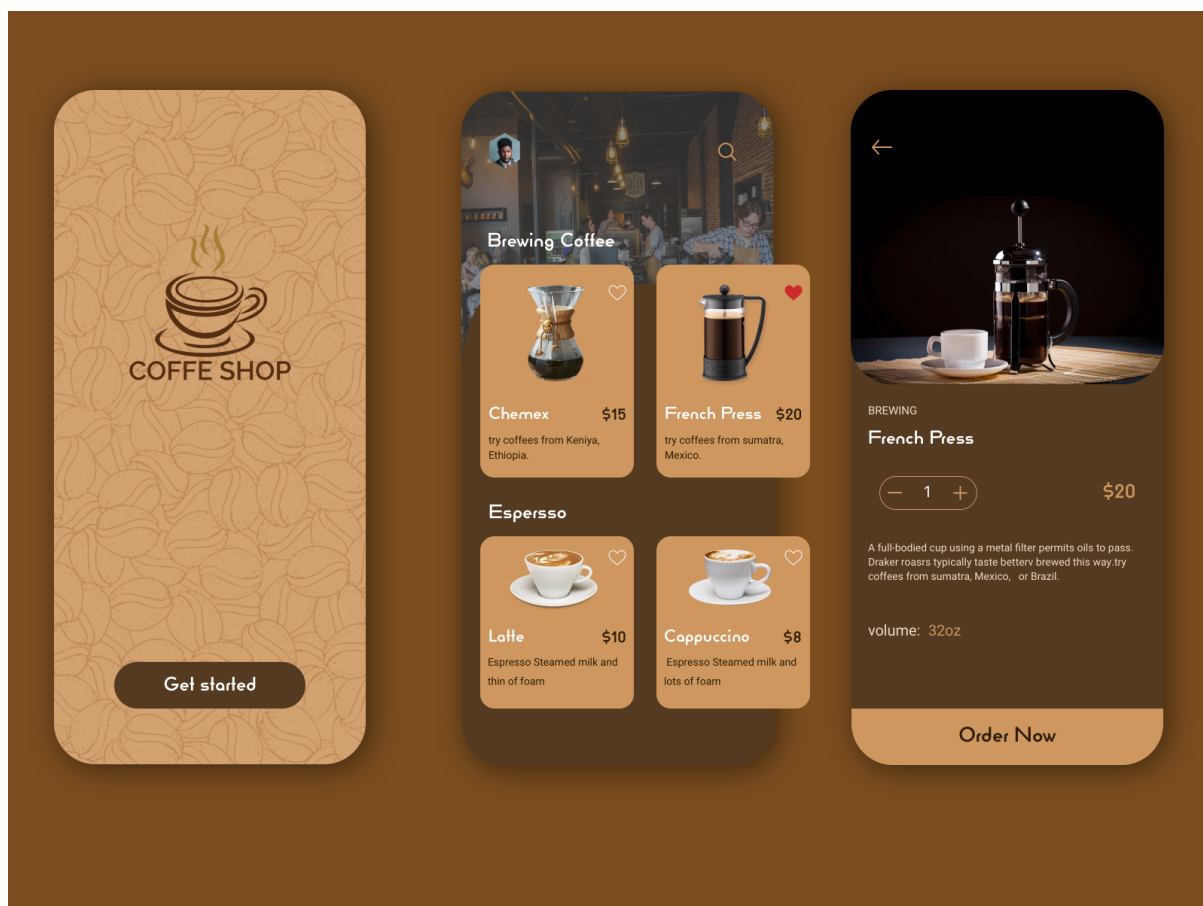 COFFE SHOP
Get started
Brewing Coffee
Chemex $15
try coffees from Keniya,
Ethiopia.
French Press $20
try coffees from sumatra,
Mexico.
Espersso
Latte $10
Espresso Steamed milk and
thin of foam
Cappuccino $8
Espresso Steamed milk and
lots of foam
BREWING
French Press
1
$20
A full-bodied cup using a metal filter permits oils to pass.
Draker roasrs typically taste betterv brewed this way.try
coffees from sumatra, Mexico, or Brazil.
volume: 32oz
Order Now